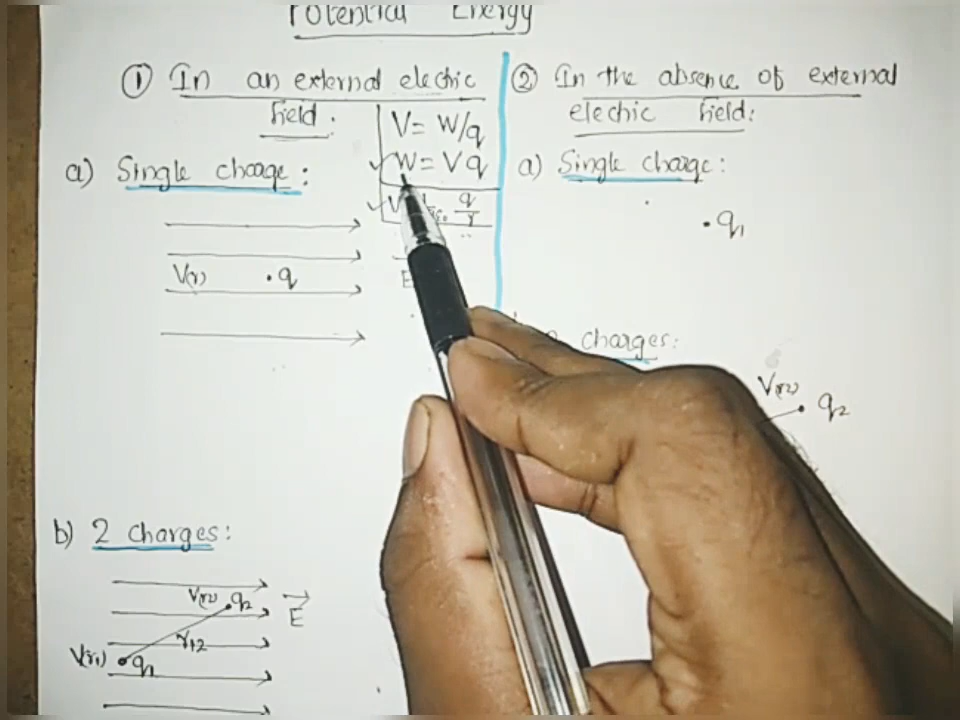 Potential Energy
① In an external electric
field.
V = W/q
W = Vq
q/r
a) Single charge:
V(r) .q
E
b) 2 charges:
V(r2) q2
E
r12
V(r1) q1
② In the absence of external
electric field:
a) Single charge:
.q1
charges:
V(r2)
q2